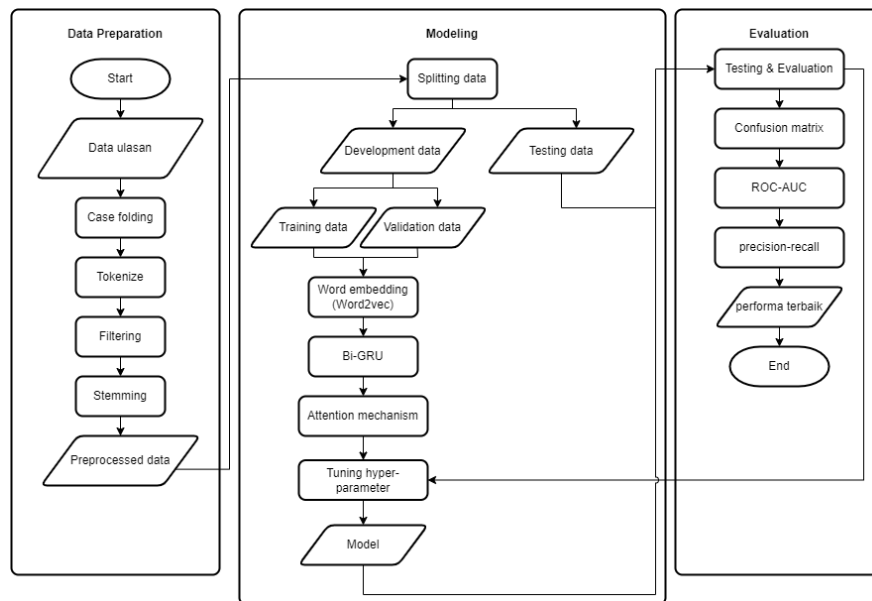 Data Preparation
Start
Data ulasan
Case folding
Tokenize
Filtering
Stemming
Preprocessed data
Modeling
Splitting data
Development data
Testing data
Training data
Validation data
Word embedding
(Word2vec)
Bi-GRU
Attention mechanism
Tuning hyper-
parameter
Model
Evaluation
Testing & Evaluation
Confusion matrix
ROC-AUC
precision-recall
performa terbaik
End